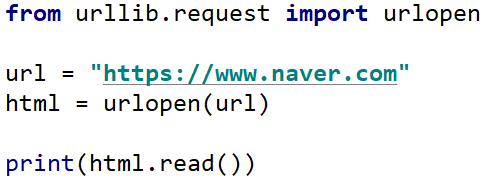 from urllib.request import urlopen
url = "https://www.naver.com"
html = urlopen(url)
print(html.read())